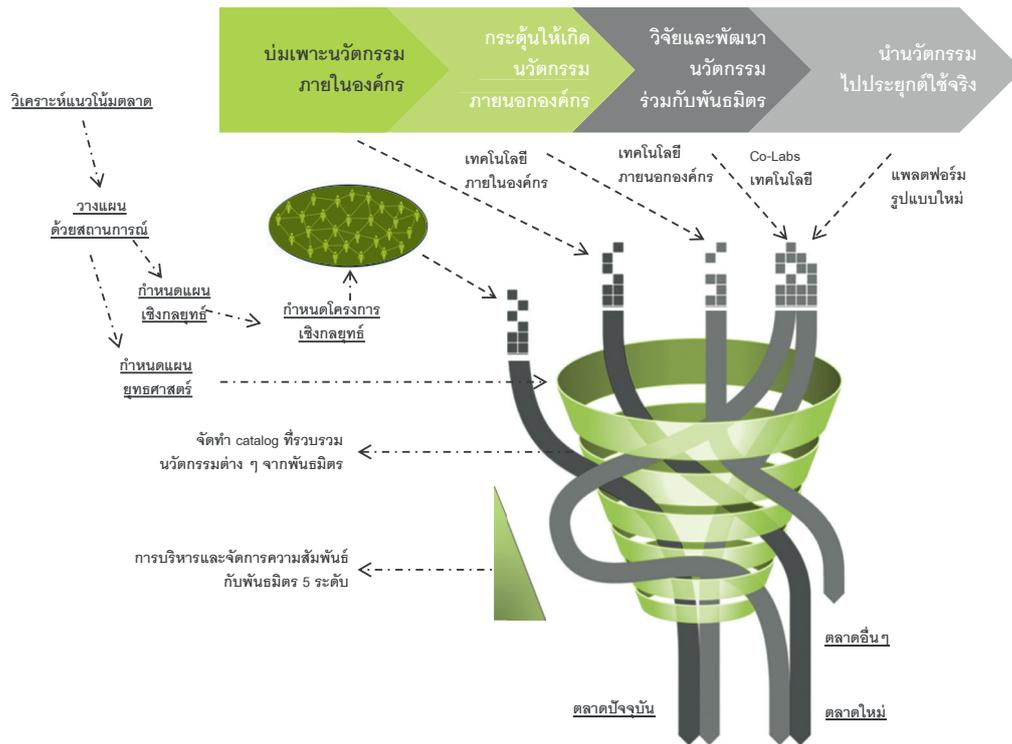 บ่มเพาะนวัตกรรม
ภายในองค์กร
กระตุ้นให้เกิด
นวัตกรรม
ภายนอกองค์กร
วิจัยและพัฒนา
นวัตกรรม
ร่วมกับพันธมิตร
นำนวัตกรรม
ไปประยุกต์ใช้จริง
วิเคราะห์แนวโน้มตลาด
เทคโนโลยี
ภายในองค์กร
เทคโนโลยี
ภายนอกองค์กร
Co-Labs
เทคโนโลยี
แพลตฟอร์ม
รูปแบบใหม่
วางแผน
ด้วยสถานการณ์
กำหนดแผน
เชิงกลยุทธ์
กำหนดโครงการ
เชิงกลยุทธ์
กำหนดแผน
ยุทธศาสตร์
จัดทำ catalog ที่รวบรวม
นวัตกรรมต่าง ๆ จากพันธมิตร
การบริหารและจัดการความสัมพันธ์
กับพันธมิตร 5 ระดับ
ตลาดอื่นๆ
ตลาดปัจจุบัน
ตลาดใหม่